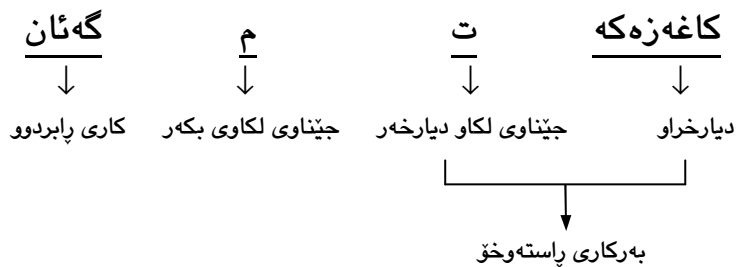 کاغەزەکە ت م گەئان
↓ ↓ ↓ ↓
دیارخراو جێناوی لکاو دیارخەر جێناوی لکاوی بکەر کاری ڕابردوو
بەرکاری ڕاستەوخۆ